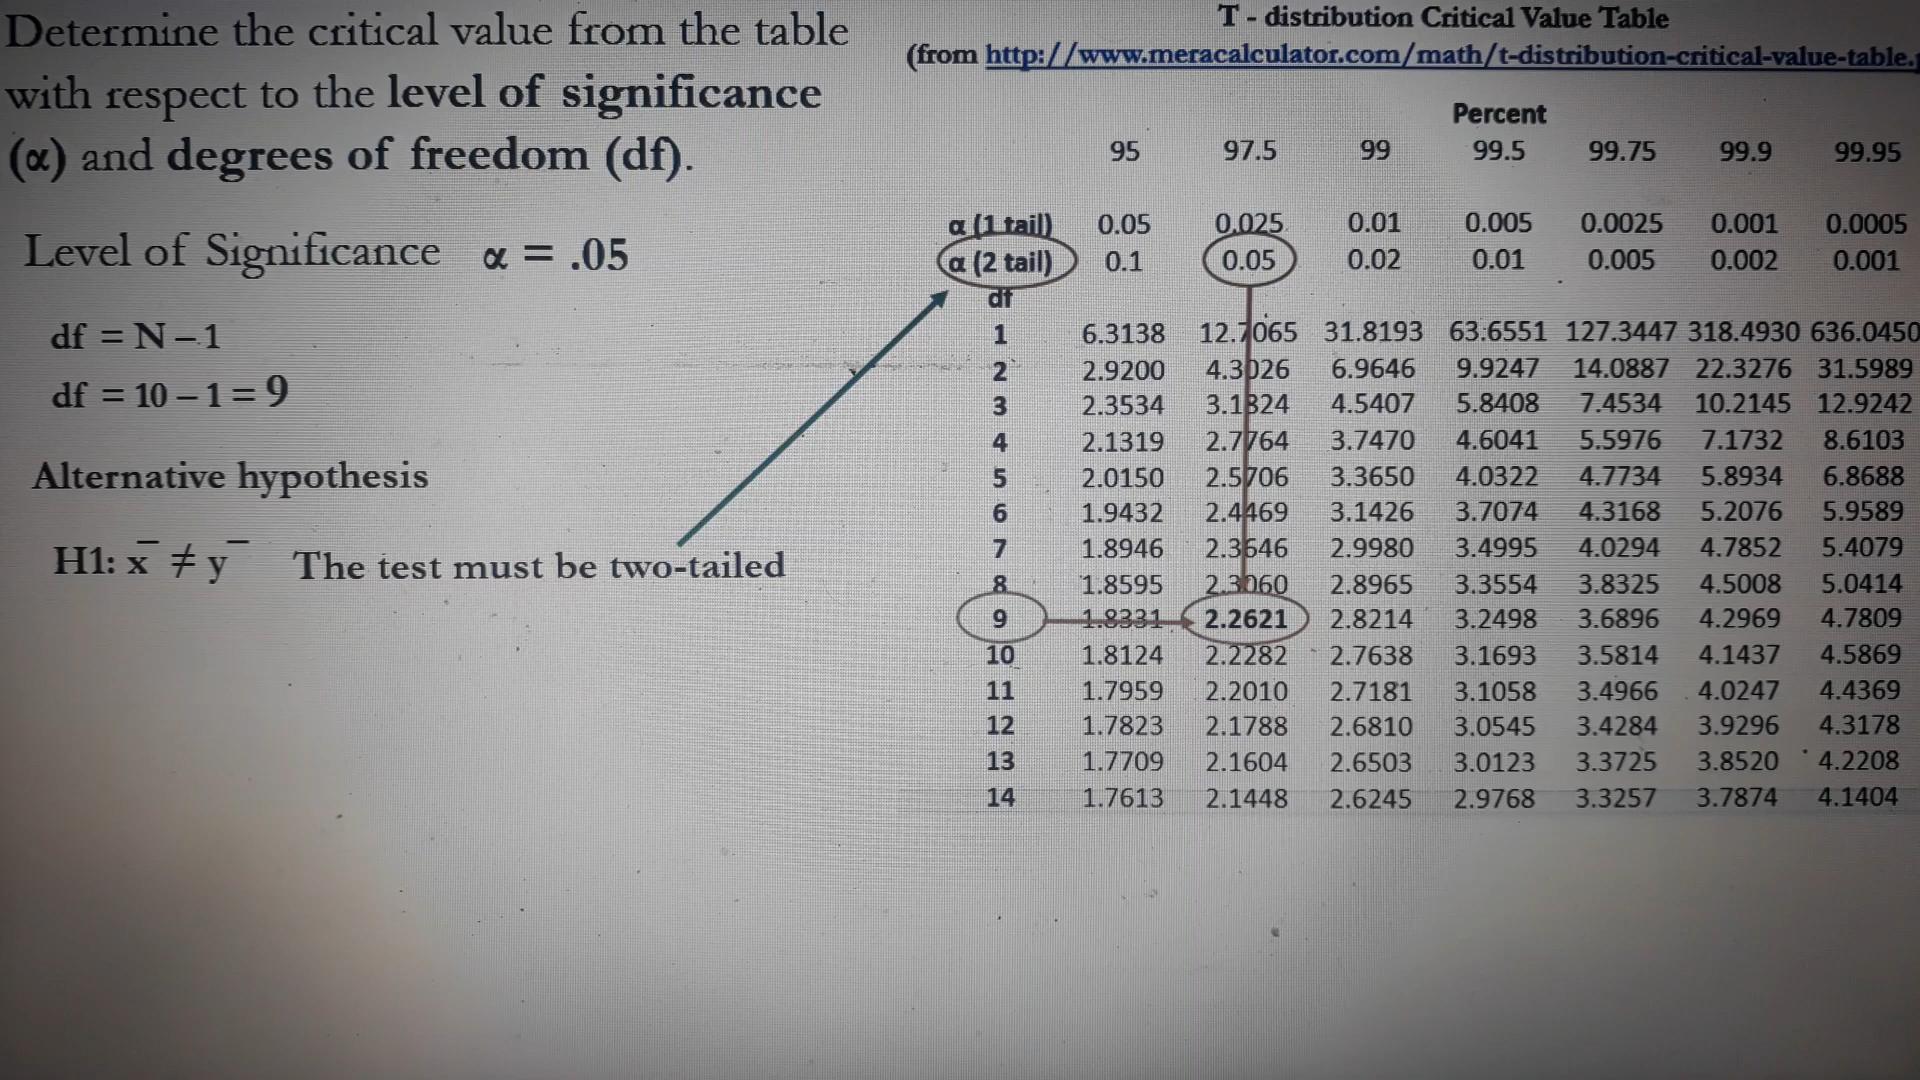 Determine the critical value from the table
with respect to the level of significance
(α) and degrees of freedom (df).
Level of Significance α = .05
df = N – 1
df = 10 – 1 = 9
Alternative hypothesis
H1: x̄ ≠ y̅ The test must be two-tailed
T - distribution Critical Value Table
(from http://www.meracalculator.com/math/t-distribution-critical-value-table.
Percent
95 97.5 99 99.5 99.75 99.9 99.95
α (1 tail) 0.05 0.025 0.01 0.005 0.0025 0.001 0.0005
α (2 tail) 0.1 0.05 0.02 0.01 0.005 0.002 0.001
df
1 6.3138 12.7065 31.8193 63.6551 127.3447 318.4930 636.0450
2 2.9200 4.3026 6.9646 9.9247 14.0887 22.3276 31.5989
3 2.3534 3.1824 4.5407 5.8408 7.4534 10.2145 12.9242
4 2.1319 2.7764 3.7470 4.6041 5.5976 7.1732 8.6103
5 2.0150 2.5706 3.3650 4.0322 4.7734 5.8934 6.8688
6 1.9432 2.4469 3.1426 3.7074 4.3168 5.2076 5.9589
7 1.8946 2.3646 2.9980 3.4995 4.0294 4.7852 5.4079
8 1.8595 2.3060 2.8965 3.3554 3.8325 4.5008 5.0414
9 1.8331 2.2621 2.8214 3.2498 3.6896 4.2969 4.7809
10 1.8124 2.2282 2.7638 3.1693 3.5814 4.1437 4.5869
11 1.7959 2.2010 2.7181 3.1058 3.4966 4.0247 4.4369
12 1.7823 2.1788 2.6810 3.0545 3.4284 3.9296 4.3178
13 1.7709 2.1604 2.6503 3.0123 3.3725 3.8520 4.2208
14 1.7613 2.1448 2.6245 2.9768 3.3257 3.7874 4.1404